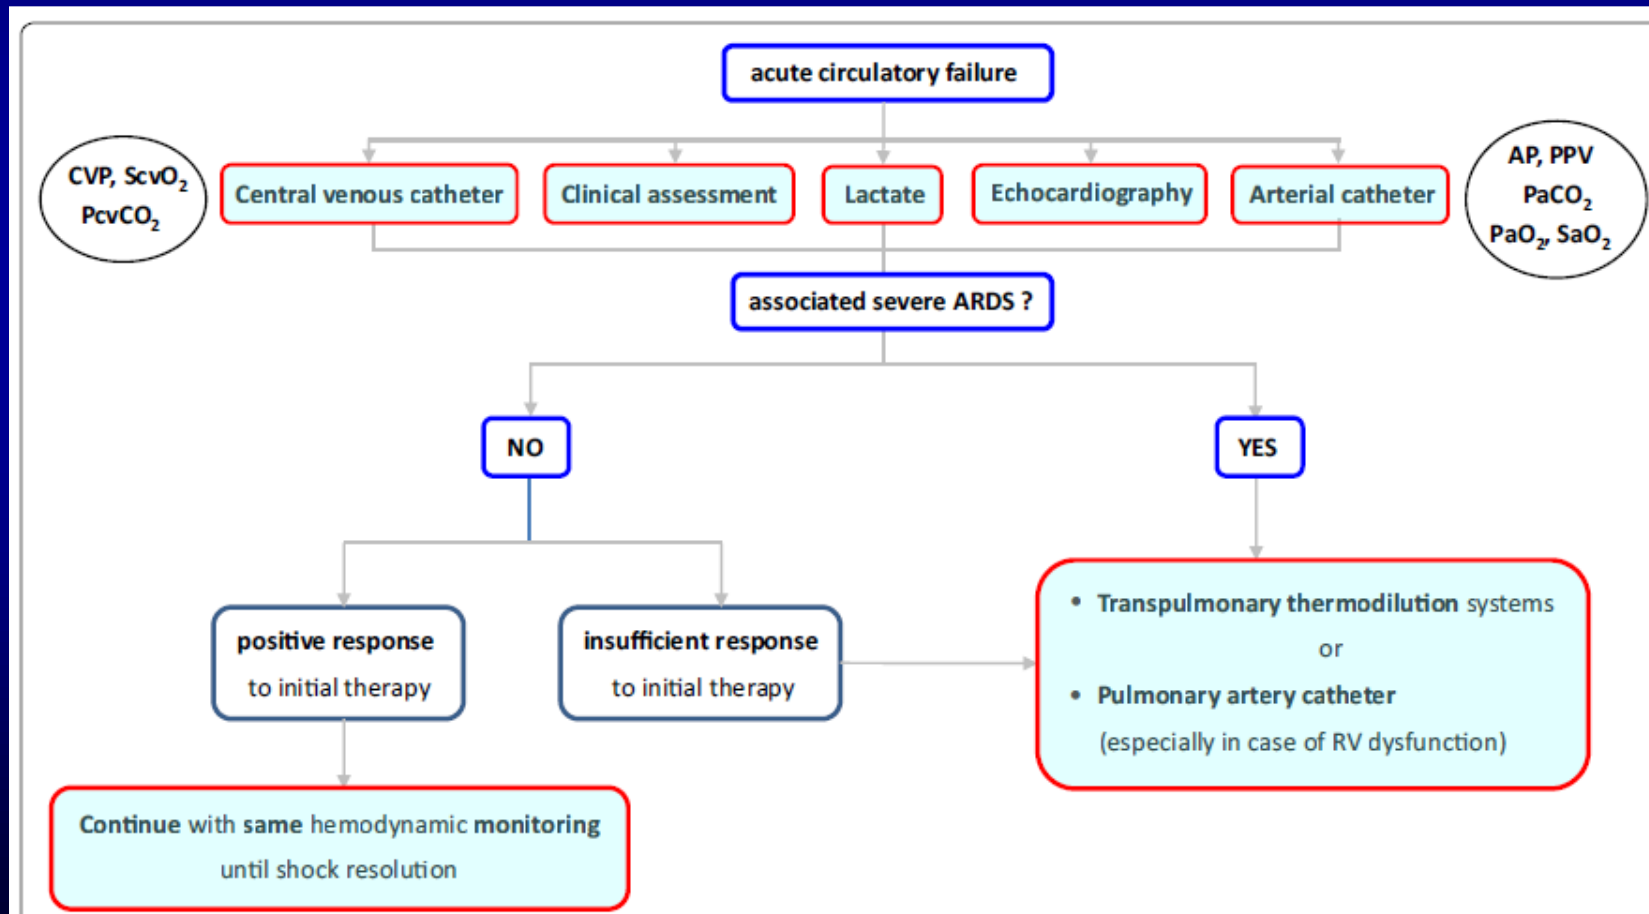 acute circulatory failure
CVP, ScvO₂
PcvCO₂
Central venous catheter
Clinical assessment
Lactate
Echocardiography
Arterial catheter
AP, PPV
PaCO₂
PaO₂, SaO₂
associated severe ARDS ?
NO
YES
positive response
to initial therapy
insufficient response
to initial therapy
• Transpulmonary thermodilution systems
or
• Pulmonary artery catheter
(especially in case of RV dysfunction)
Continue with same hemodynamic monitoring
until shock resolution